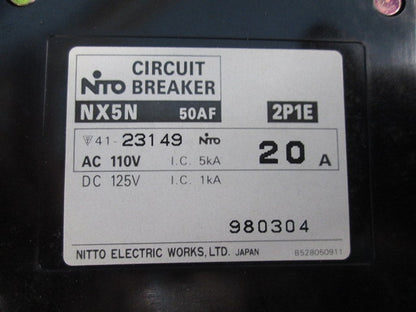 NITO CIRCUIT BREAKER
NX5N 50AF 2P1E
▽41-23149 NITO
AC 110V I.C. 5kA 20 A
DC 125V I.C. 1kA
980304
NITTO ELECTRIC WORKS, LTD. JAPAN B528050911